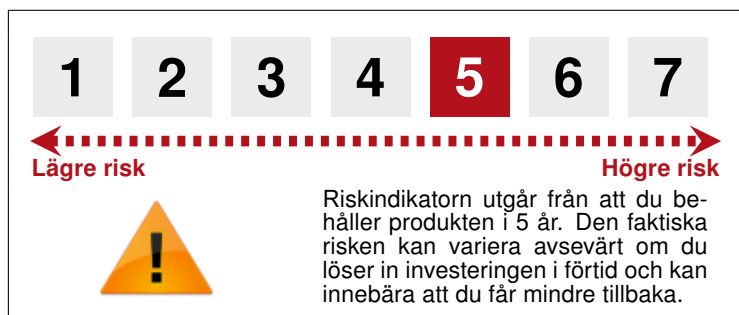 1 2 3 4 5 6 7
Lägre risk Högre risk
!
Riskindikatorn utgår från att du be-
håller produkten i 5 år. Den faktiska
risken kan variera avsevärt om du
löser in investeringen i förtid och kan
innebära att du får mindre tillbaka.